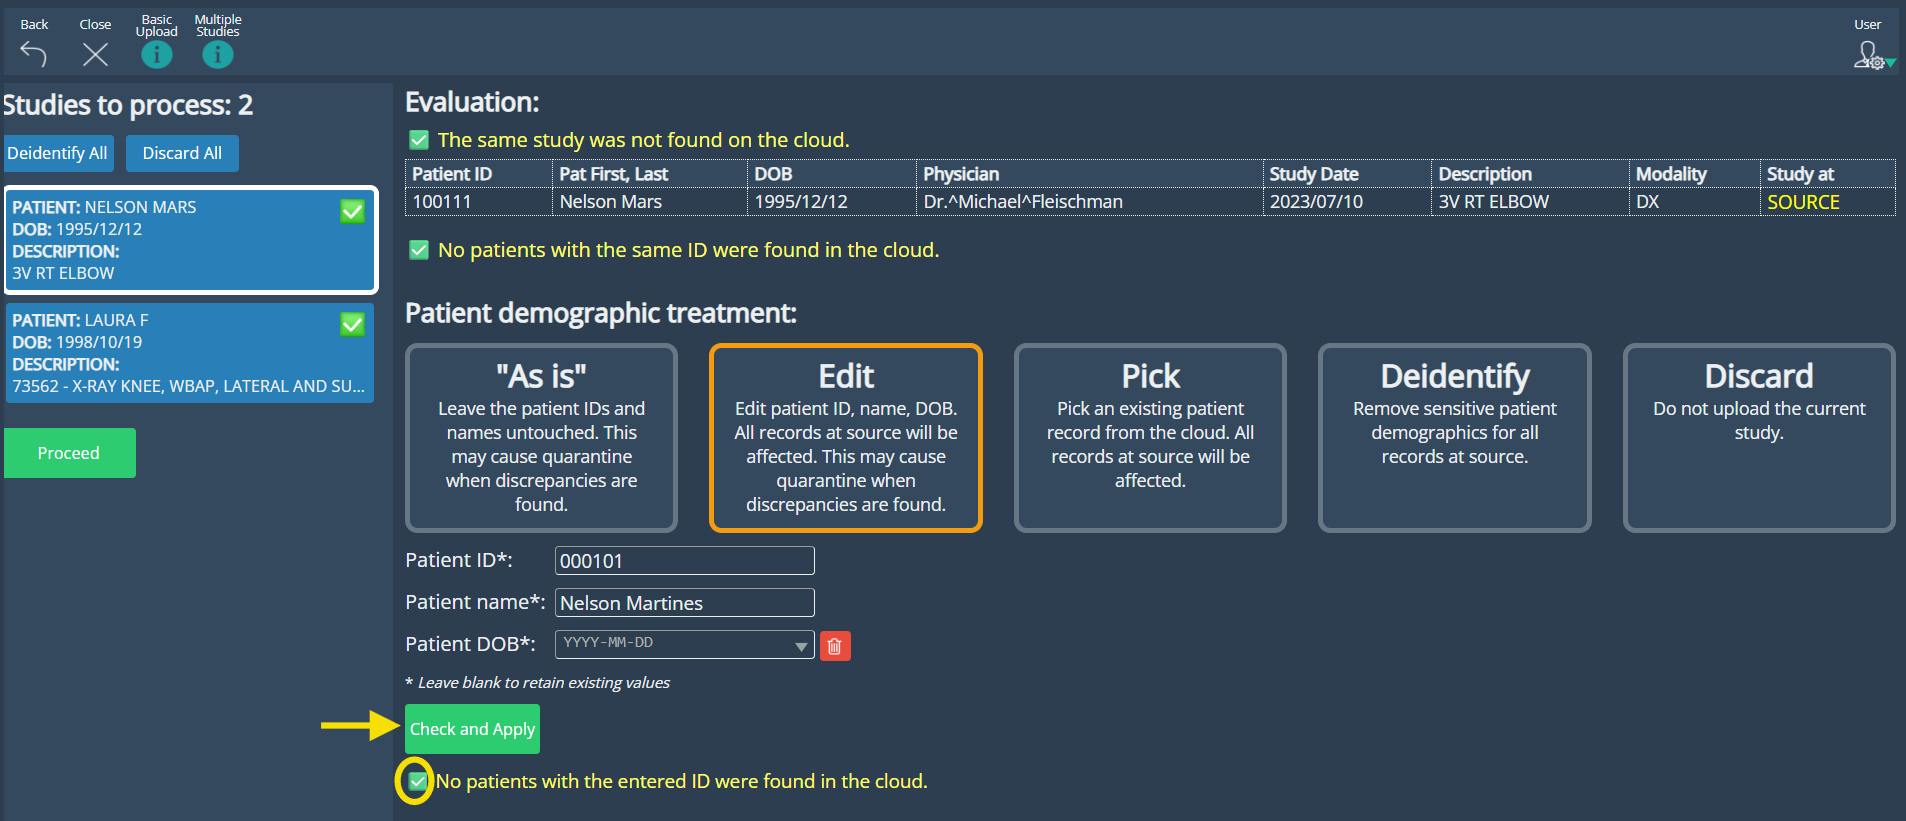 Back
Close
Basic
Upload
Multiple
Studies
User
Studies to process: 2
Deidentify All
Discard All
PATIENT: NELSON MARS
DOB: 1995/12/12
DESCRIPTION:
3V RT ELBOW
PATIENT: LAURA F
DOB: 1998/10/19
DESCRIPTION:
73562 - X-RAY KNEE, WBAP, LATERAL AND SU...
Proceed
Evaluation:
The same study was not found on the cloud.
Patient ID Pat First, Last DOB Physician Study Date Description Modality Study at
100111 Nelson Mars 1995/12/12 Dr.^Michael^Fleischman 2023/07/10 3V RT ELBOW DX SOURCE
No patients with the same ID were found in the cloud.
Patient demographic treatment:
"As is"
Leave the patient IDs and
names untouched. This
may cause quarantine
when discrepancies are
found.
Edit
Edit patient ID, name, DOB.
All records at source will be
affected. This may cause
quarantine when
discrepancies are found.
Pick
Pick an existing patient
record from the cloud. All
records at source will be
affected.
Deidentify
Remove sensitive patient
demographics for all
records at source.
Discard
Do not upload the current
study.
Patient ID*: 000101
Patient name*: Nelson Martines
Patient DOB*: YYYY-MM-DD
* Leave blank to retain existing values
Check and Apply
No patients with the entered ID were found in the cloud.